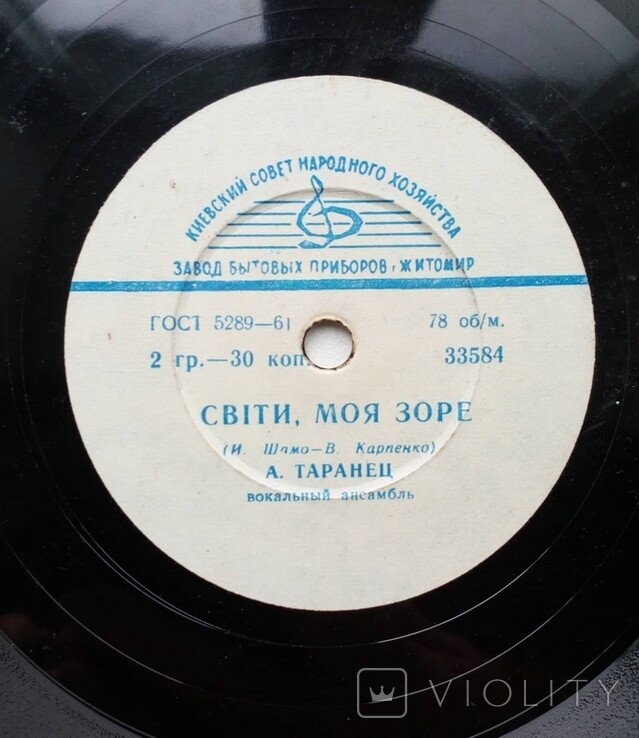 КИЕВСКИЙ СОВЕТ НАРОДНОГО ХОЗЯЙСТВА
ЗАВОД БЫТОВЫХ ПРИБОРОВ г ЖИТОМИР
ГОСТ 5289—61 78 об/м.
2 гр.—30 коп. 33584
СВІТИ, МОЯ ЗОРЕ
(И. Шамо—В. Карпенко)
А. ТАРАНЕЦ
вокальный ансамбль
VIOLITY